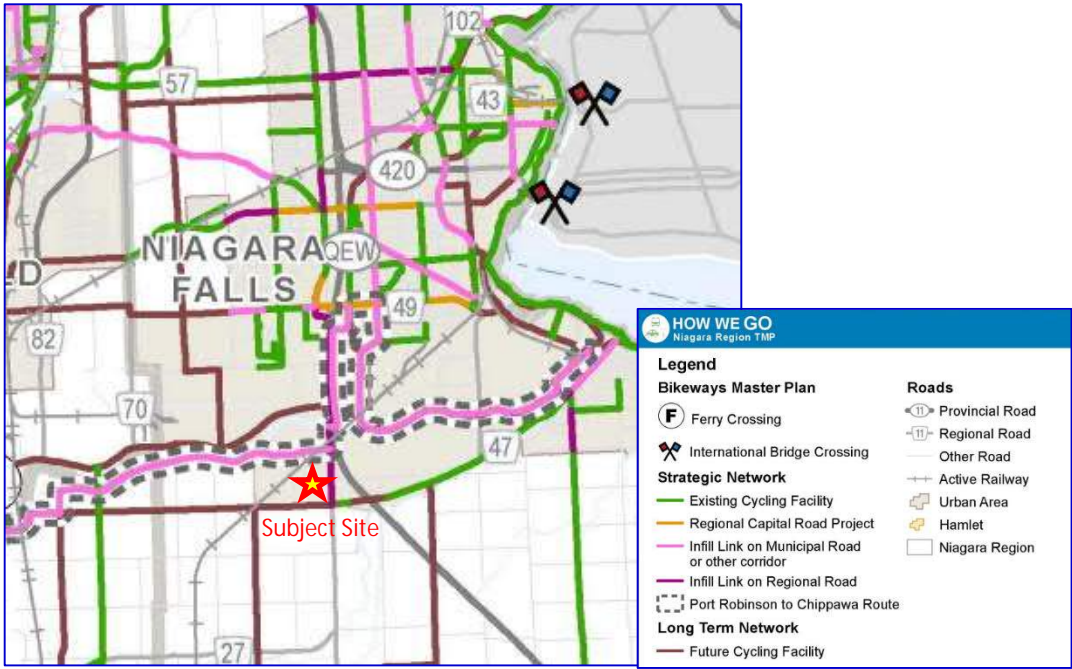 102
57
43
420
NIAGARA
QEW
FALLS
D
49
82
70
47
Subject Site
27
HOW WE GO
Niagara Region TMP
Legend
Bikeways Master Plan
F Ferry Crossing
International Bridge Crossing
Strategic Network
Existing Cycling Facility
Regional Capital Road Project
Infill Link on Municipal Road
or other corridor
Infill Link on Regional Road
Port Robinson to Chippawa Route
Long Term Network
Future Cycling Facility
Roads
11 Provincial Road
11 Regional Road
Other Road
Active Railway
Urban Area
Hamlet
Niagara Region